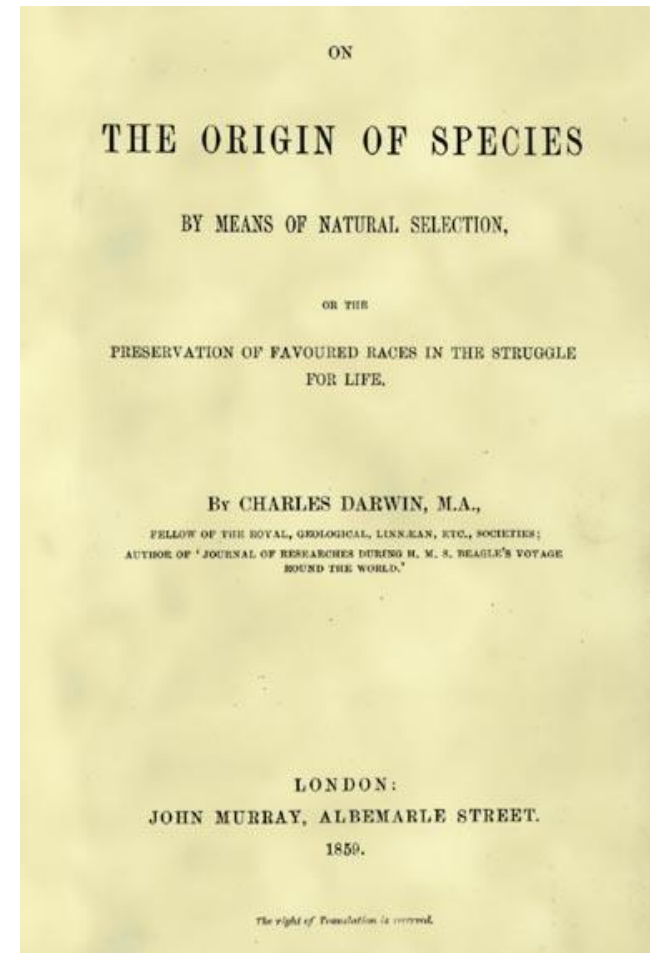 ON
THE ORIGIN OF SPECIES
BY MEANS OF NATURAL SELECTION,
OR THE
PRESERVATION OF FAVOURED RACES IN THE STRUGGLE
FOR LIFE.
By CHARLES DARWIN, M.A.,
FELLOW OF THE ROYAL, GEOLOGICAL, LINNÆAN, ETC., SOCIETIES;
AUTHOR OF ‘JOURNAL OF RESEARCHES DURING H. M. S. BEAGLE’S VOYAGE
ROUND THE WORLD.’
LONDON:
JOHN MURRAY, ALBEMARLE STREET.
1859.
The right of Translation is reserved.